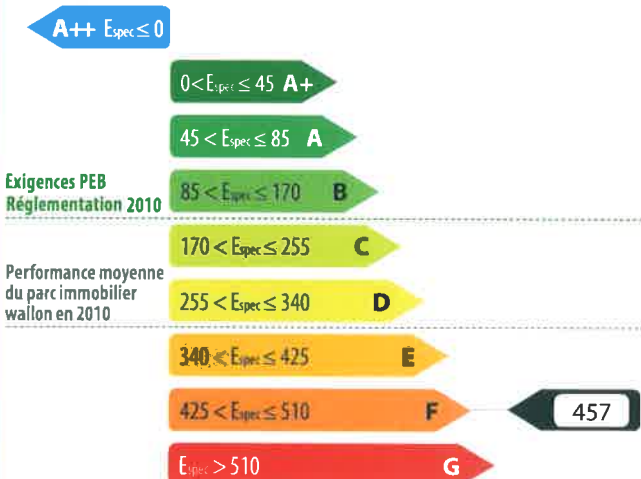 A++ Espec ≤ 0
0 < Espec ≤ 45 A+
45 < Espec ≤ 85 A
Exigences PEB
Réglementation 2010
85 < Espec ≤ 170 B
170 < Espec ≤ 255 C
Performance moyenne
du parc immobilier
wallon en 2010
255 < Espec ≤ 340 D
340 < Espec ≤ 425 E
425 < Espec ≤ 510 F
457
Espec > 510 G